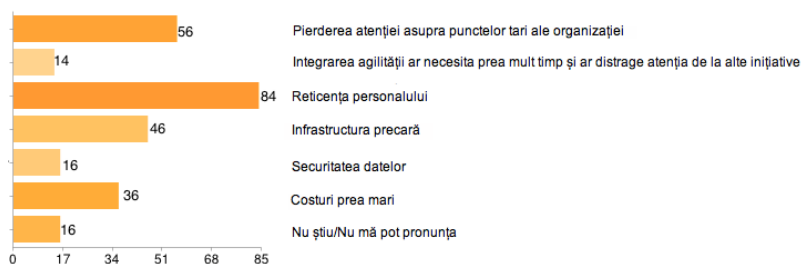 56 Pierderea atenției asupra punctelor tari ale organizației
14 Integrarea agilității ar necesita prea mult timp și ar distrage atenția de la alte inițiative
84 Reticența personalului
46 Infrastructura precară
16 Securitatea datelor
36 Costuri prea mari
16 Nu știu/Nu mă pot pronunța
0 17 34 51 68 85